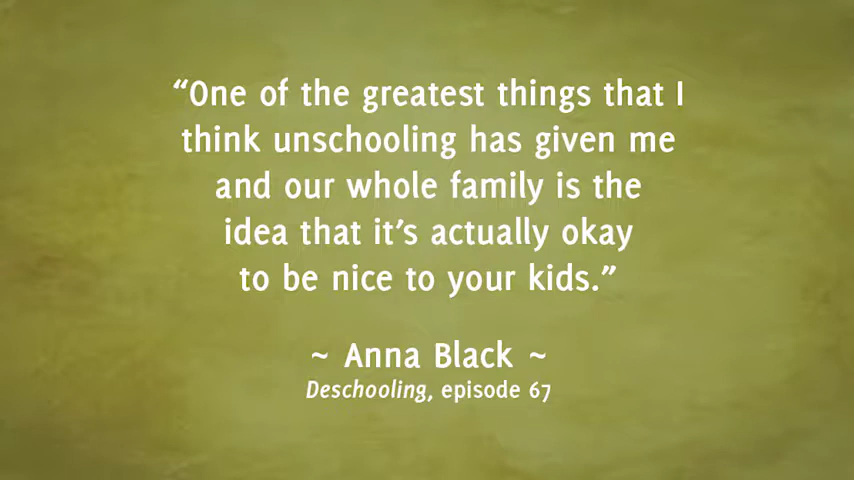 “One of the greatest things that I
think unschooling has given me
and our whole family is the
idea that it’s actually okay
to be nice to your kids.”
~ Anna Black ~
Deschooling, episode 67